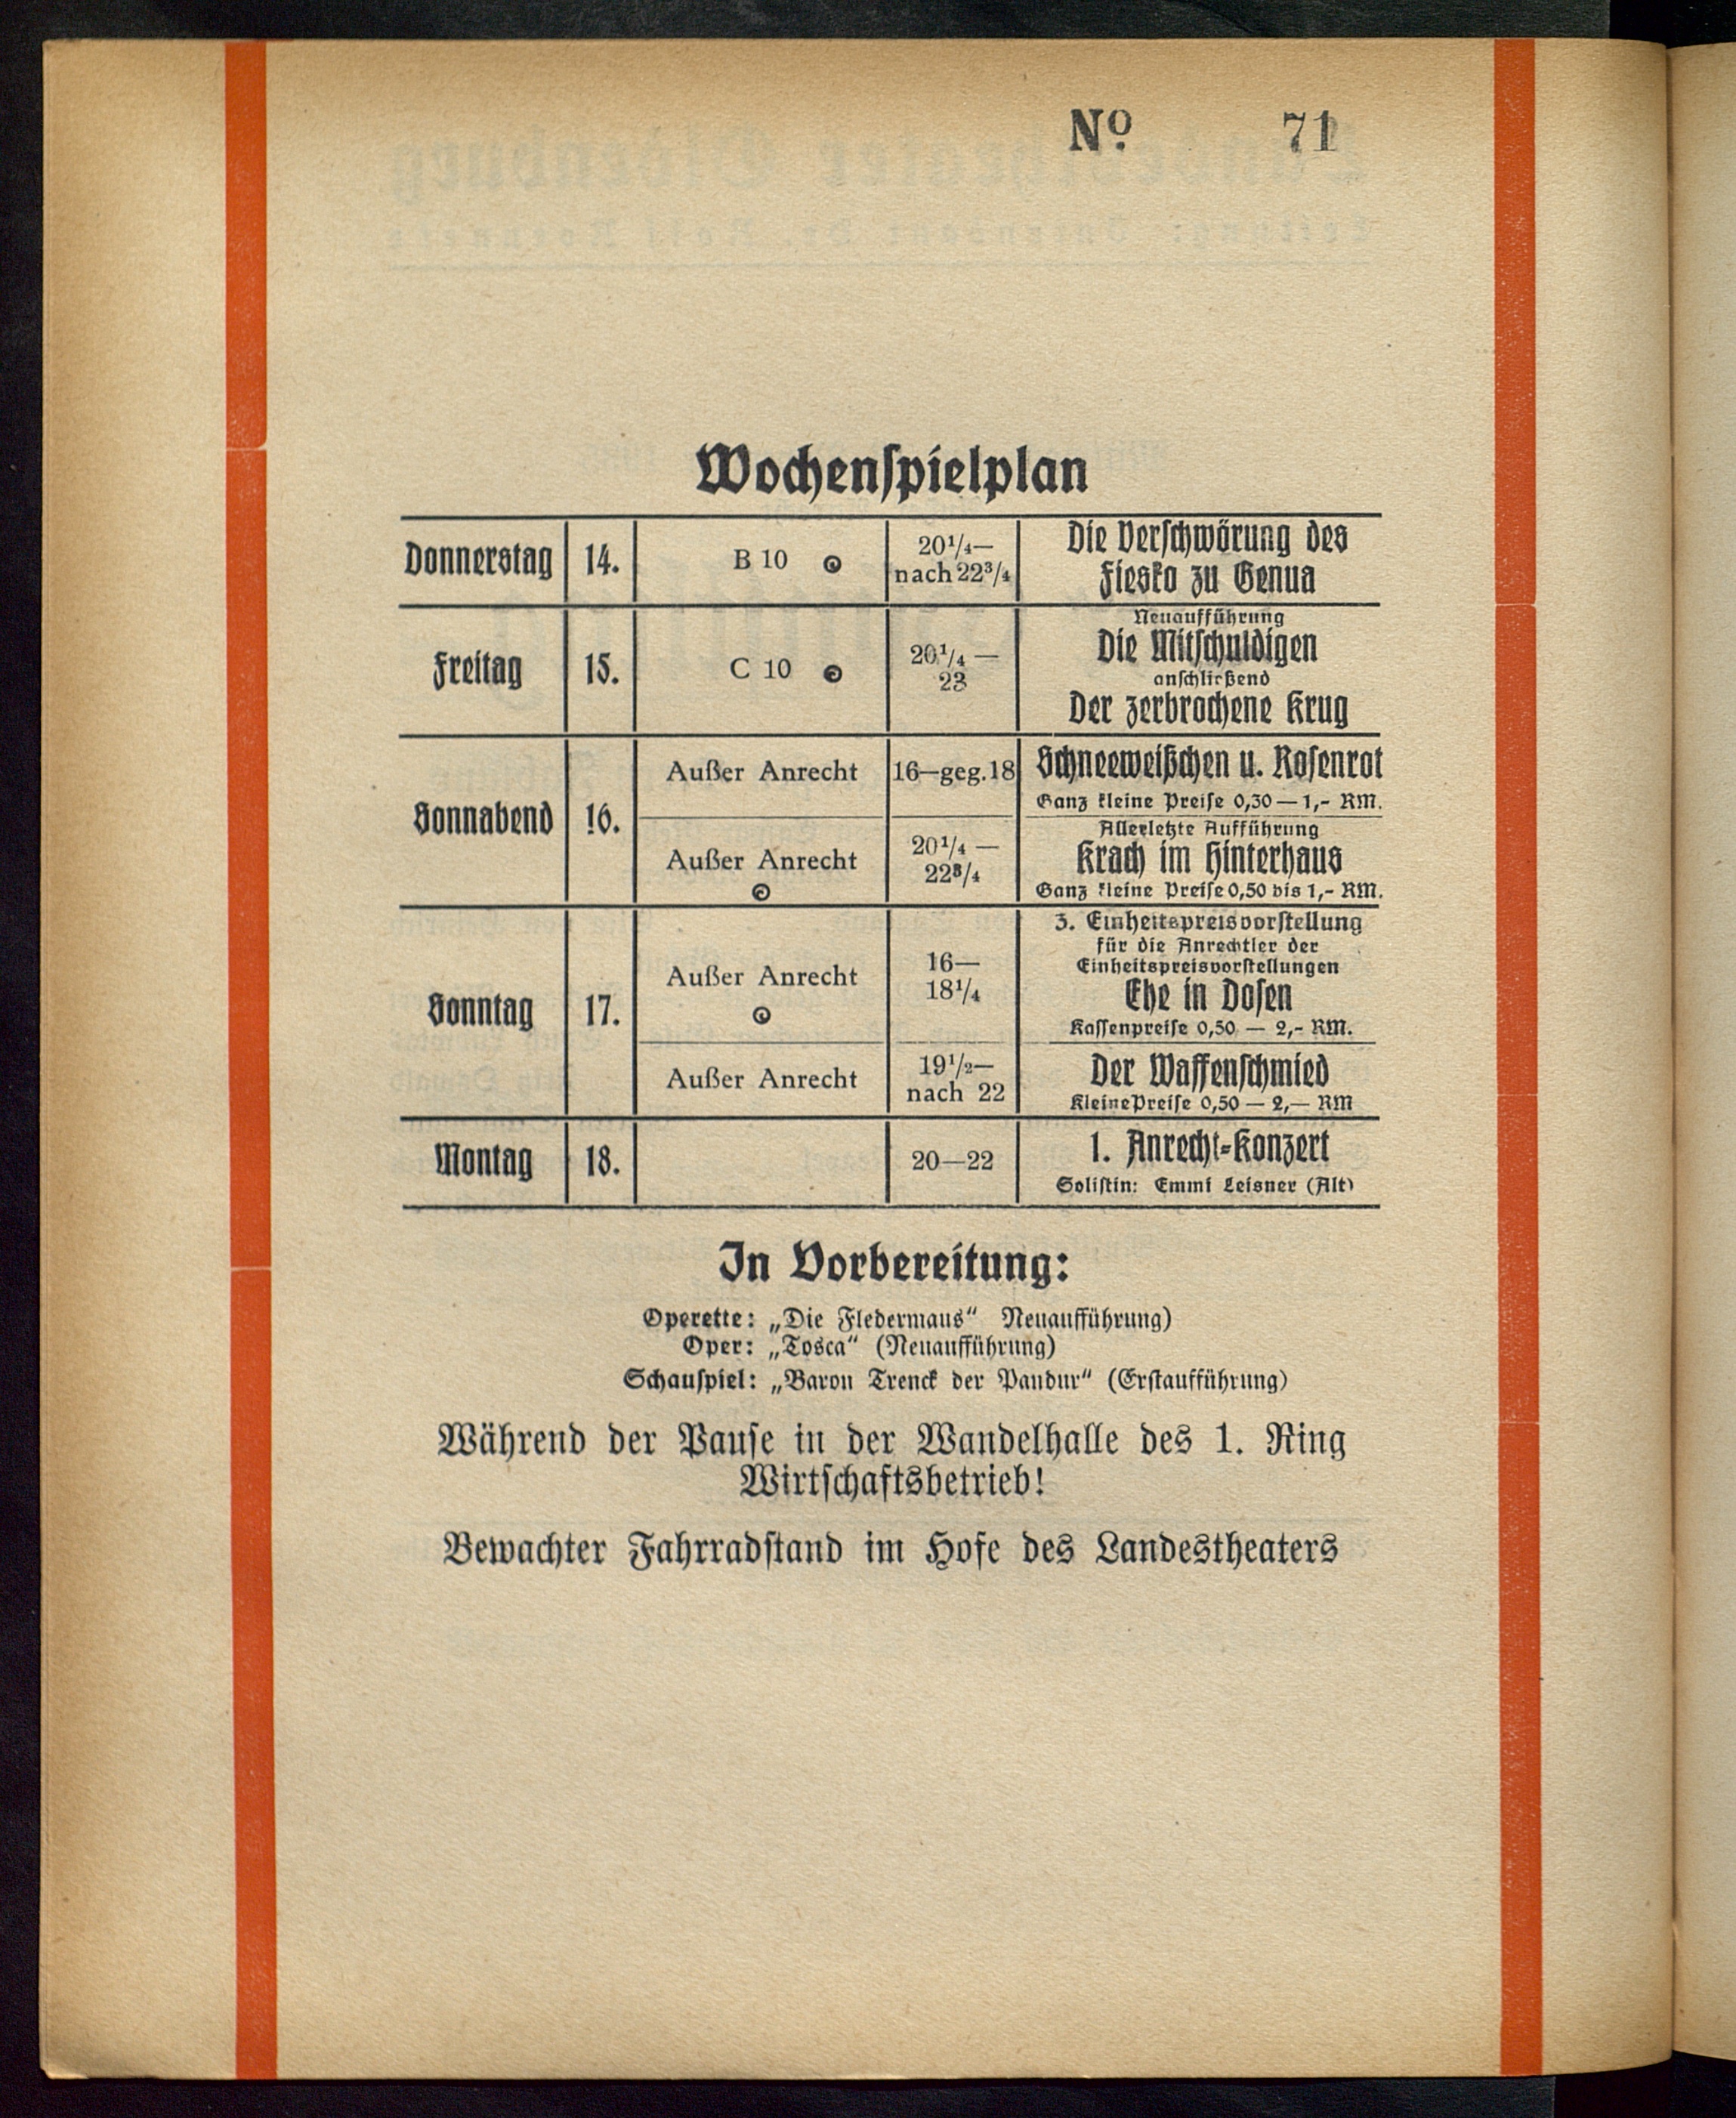 Nº 71
Wochenspielplan
Donnerstag 14. B 10 ⊙ 20¼— nach 22¾ Die Verschwörung des Fiesko zu Genua
Freitag 15. C 10 ⊙ 20¼— 23 Neuaufführung
Die Mitschuldigen
anschließend
Der zerbrochene Krug
Sonnabend 16. Außer Anrecht 16—geg. 18 Schneeweißchen u. Rosenrot
Ganz kleine Preise 0,30 — 1,- RM.
Außer Anrecht ⊙ 20¼— 22¾ Allerletzte Aufführung
Krach im Hinterhaus
Ganz kleine Preise 0,50 bis 1,- RM.
Sonntag 17. Außer Anrecht ⊙ 16— 18¼ 3. Einheitspreisvorstellung
für die Anrechtler der
Einheitspreisvorstellungen
Ehe in Dosen
Kassenpreise 0,50 — 2,- RM.
Außer Anrecht 19½— nach 22 Der Waffenschmied
Kleine Preise 0,50 — 2,— RM
Montag 18. 20—22 1. Anrecht-Konzert
Solistin: Emmi Leisner (Alt)
In Vorbereitung:
Operette: „Die Fledermaus“ Neuaufführung)
Oper: „Tosca“ (Neuaufführung)
Schauspiel: „Baron Trenck der Pandur“ (Erstaufführung)
Während der Pause in der Wandelhalle des 1. Ring
Wirtschaftsbetrieb!
Bewachter Fahrradstand im Hofe des Landestheaters